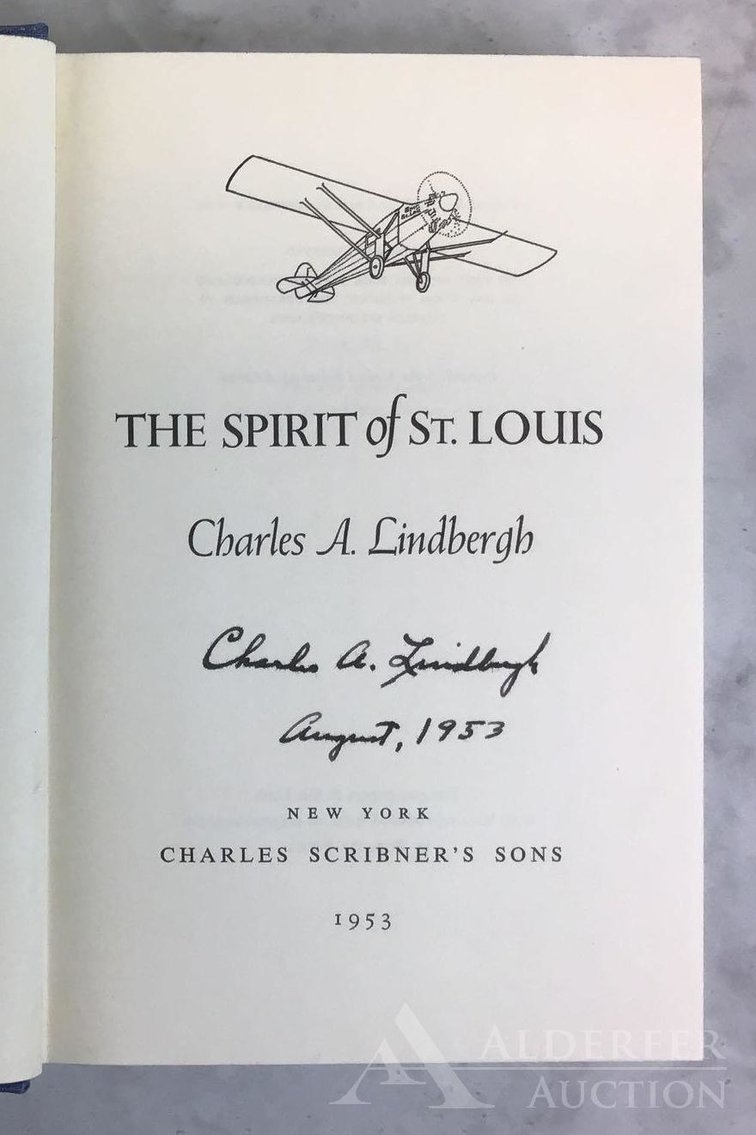 THE SPIRIT of ST. LOUIS
Charles A. Lindbergh
Charles A. Lindbergh
August, 1953
NEW YORK
CHARLES SCRIBNER'S SONS
1953
ALDERFER
AUCTION